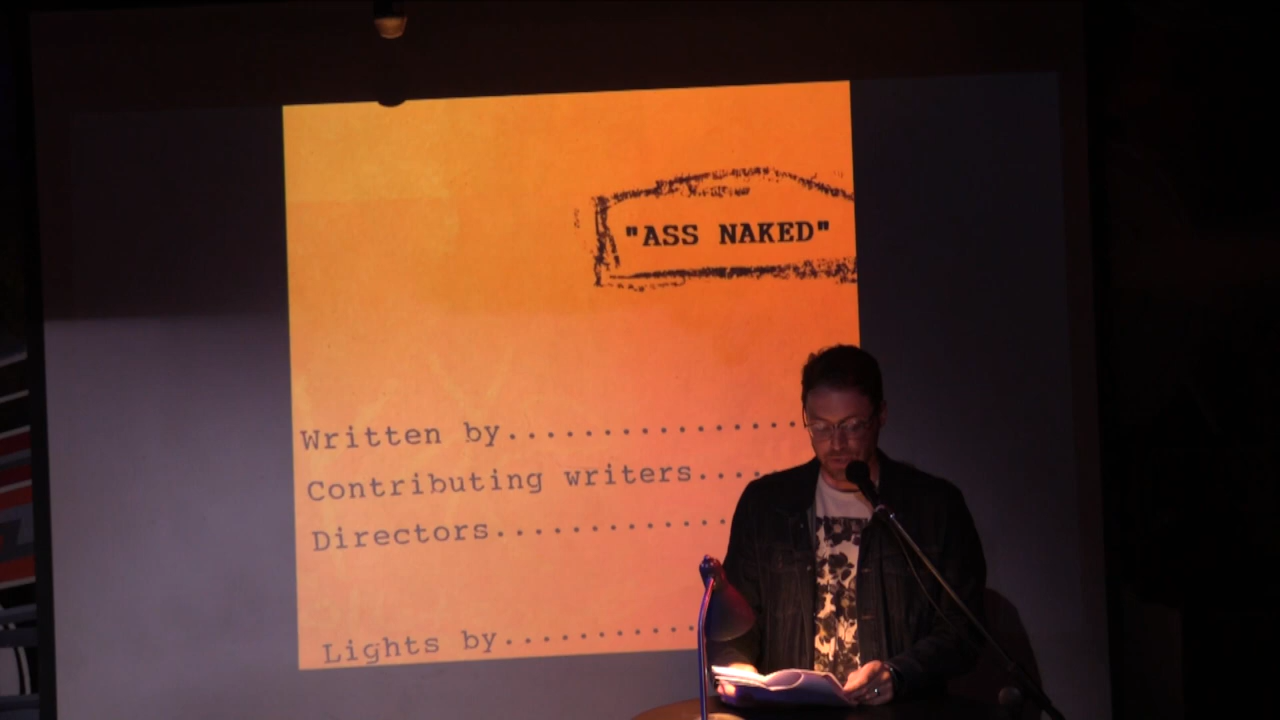 "ASS NAKED"
Written by................
Contributing writers....
Directors.............
Lights by..........